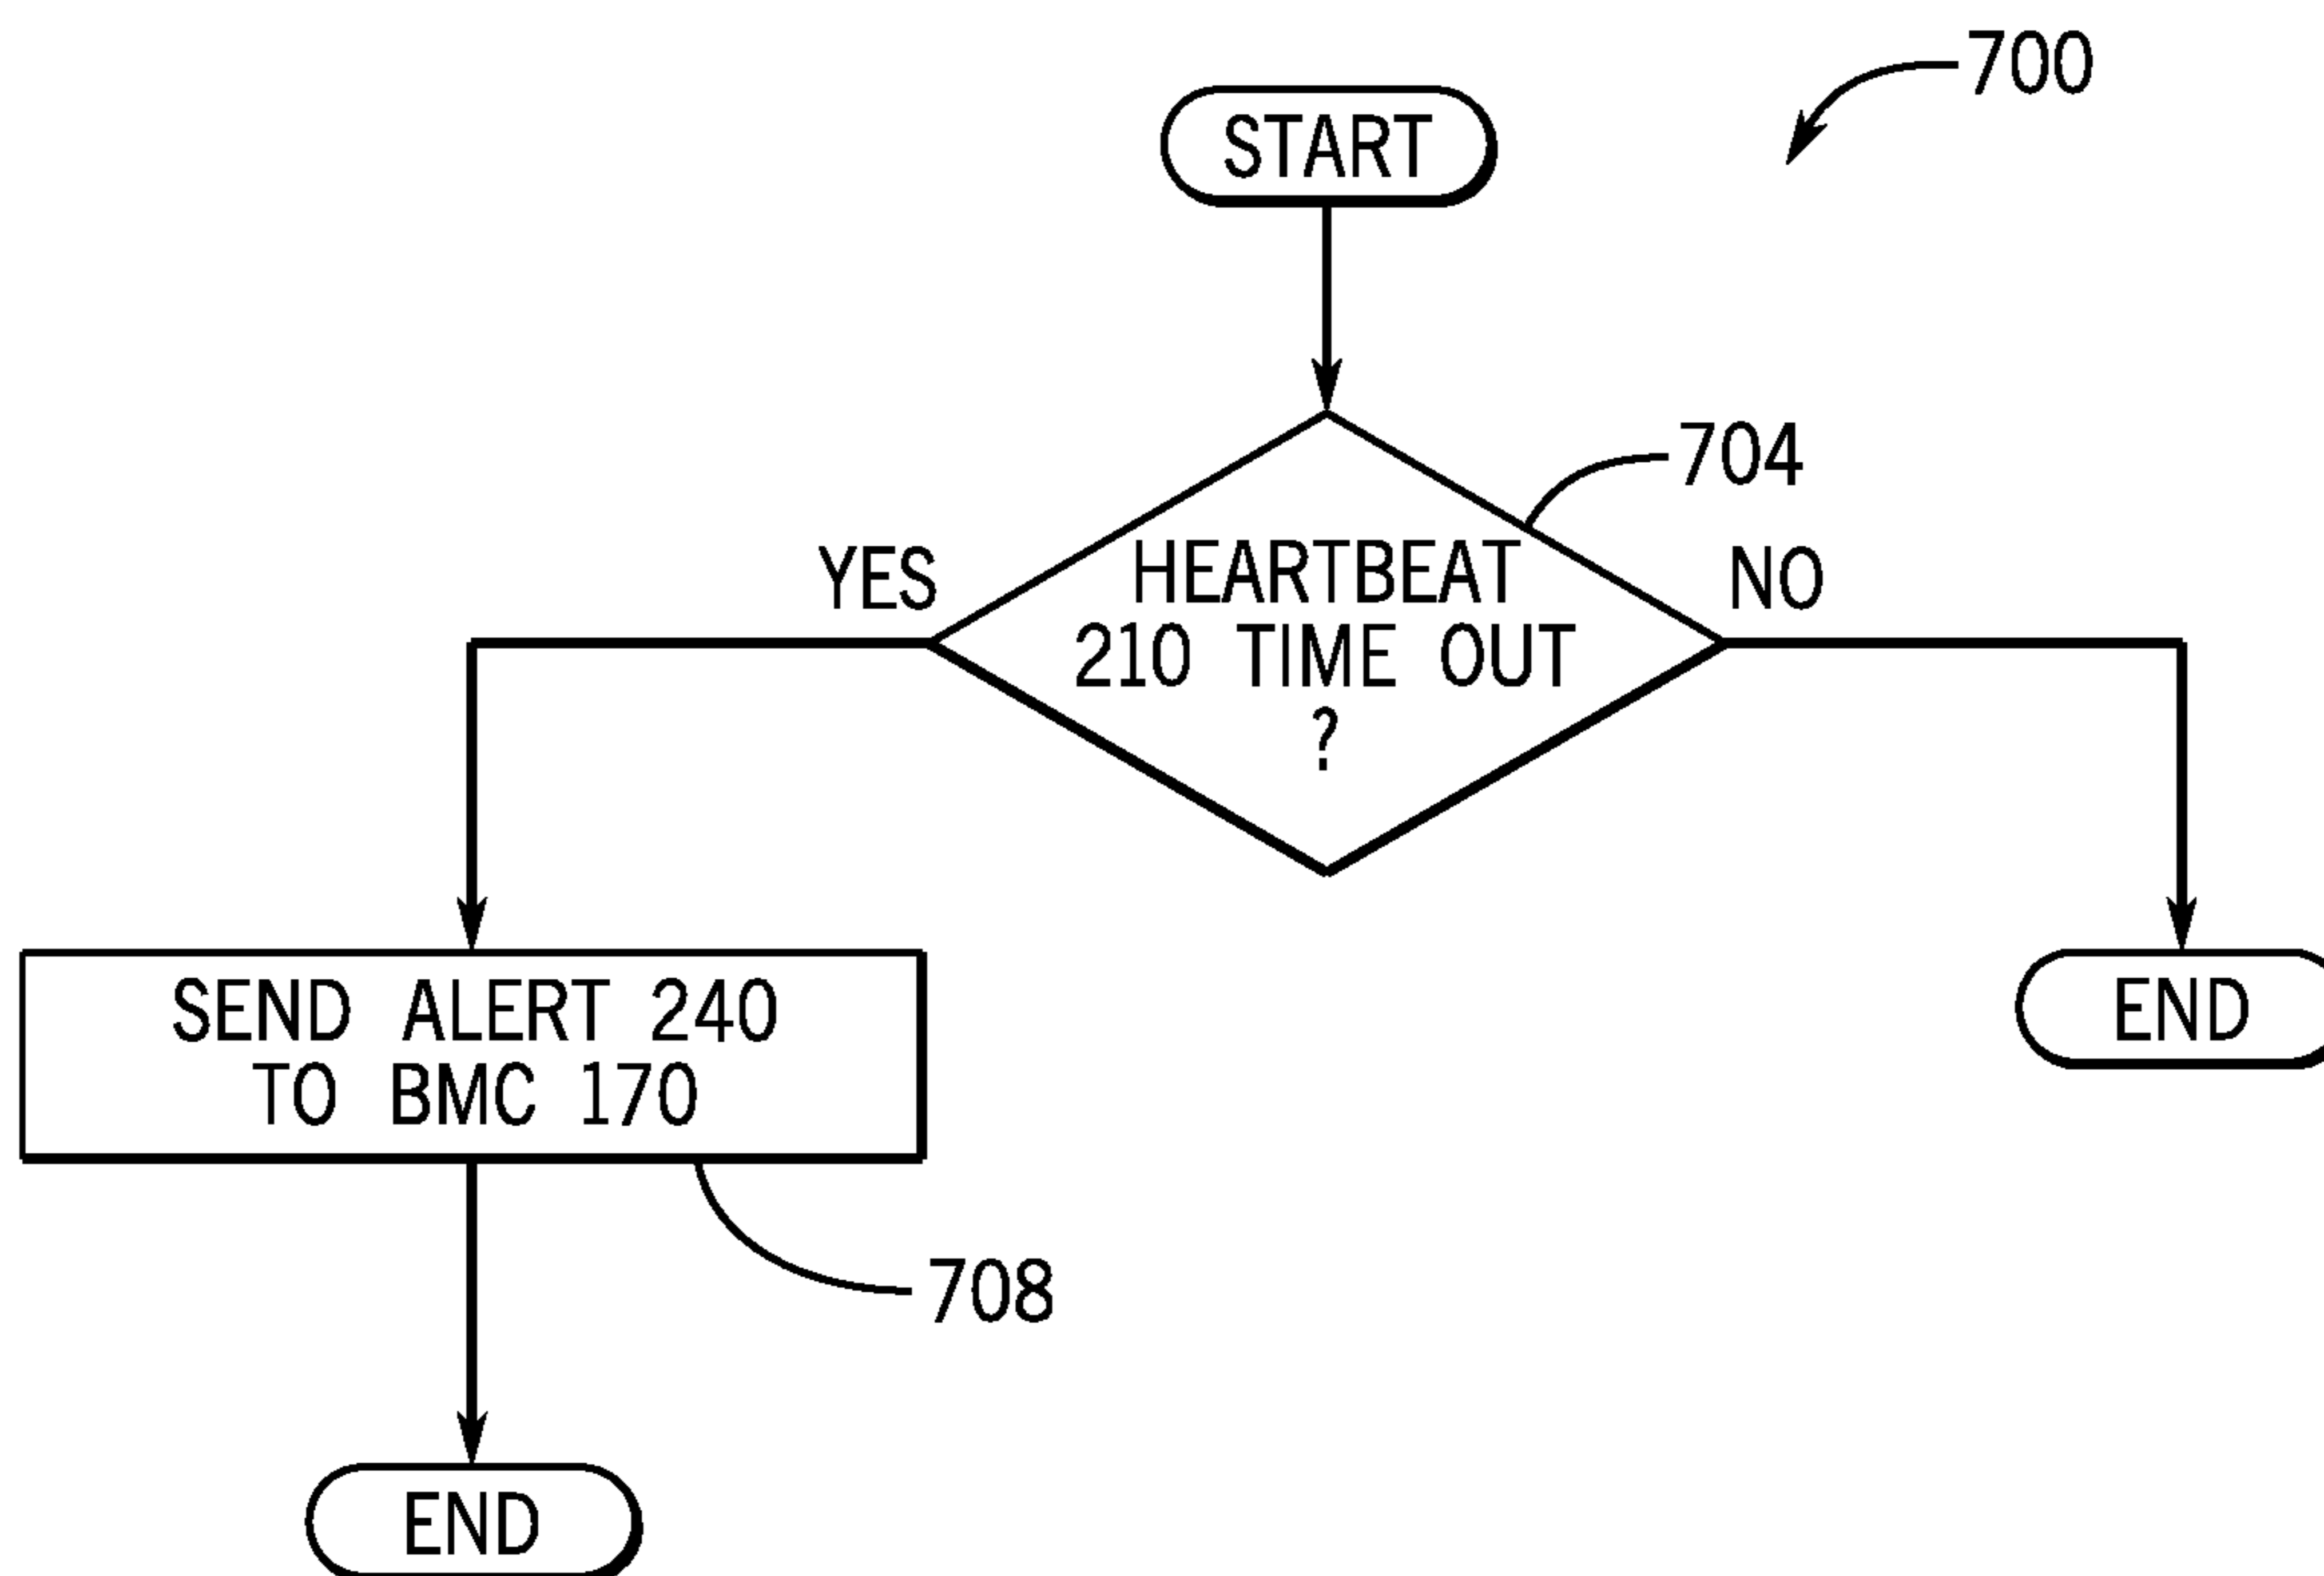 700
START
704
YES
NO
HEARTBEAT
210 TIME OUT
?
SEND ALERT 240
TO BMC 170
END
708
END